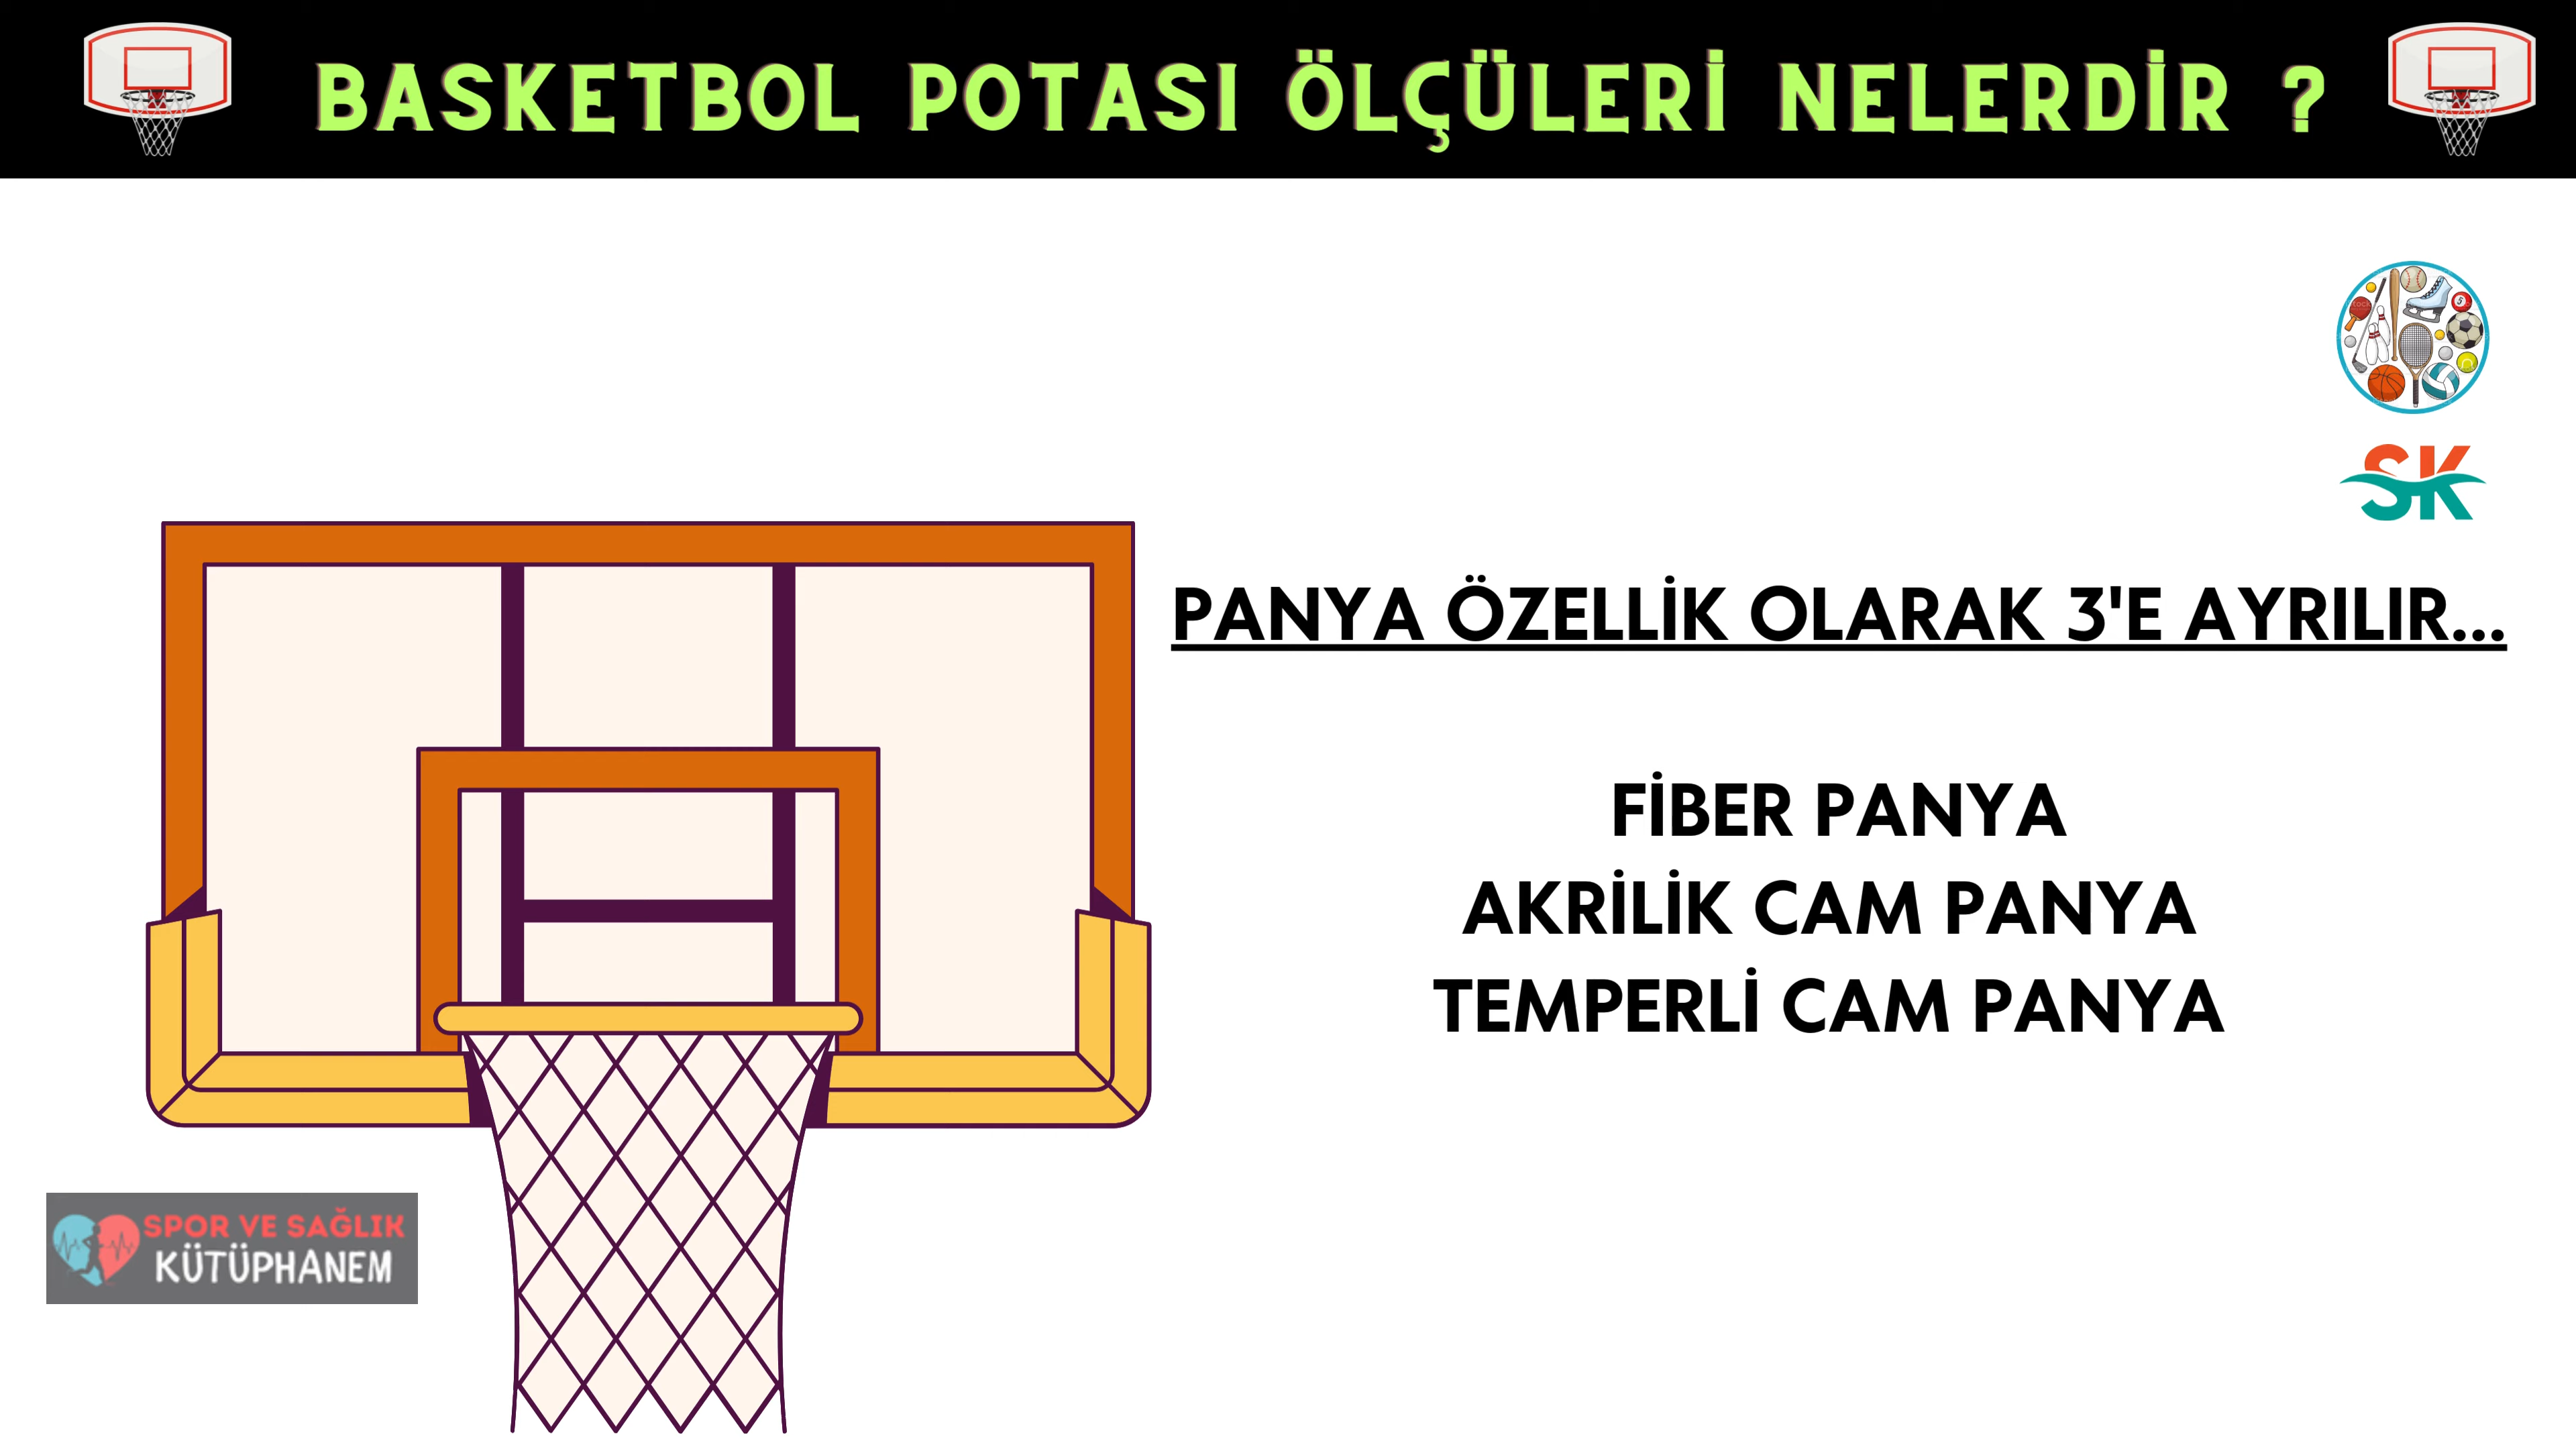 BASKETBOL POTASI ÖLÇÜLERİ NELERDİR ?
SK
PANYA ÖZELLİK OLARAK 3'E AYRILIR...
FİBER PANYA
AKRİLİK CAM PANYA
TEMPERLİ CAM PANYA
SPOR VE SAĞLIK
KÜTÜPHANEM